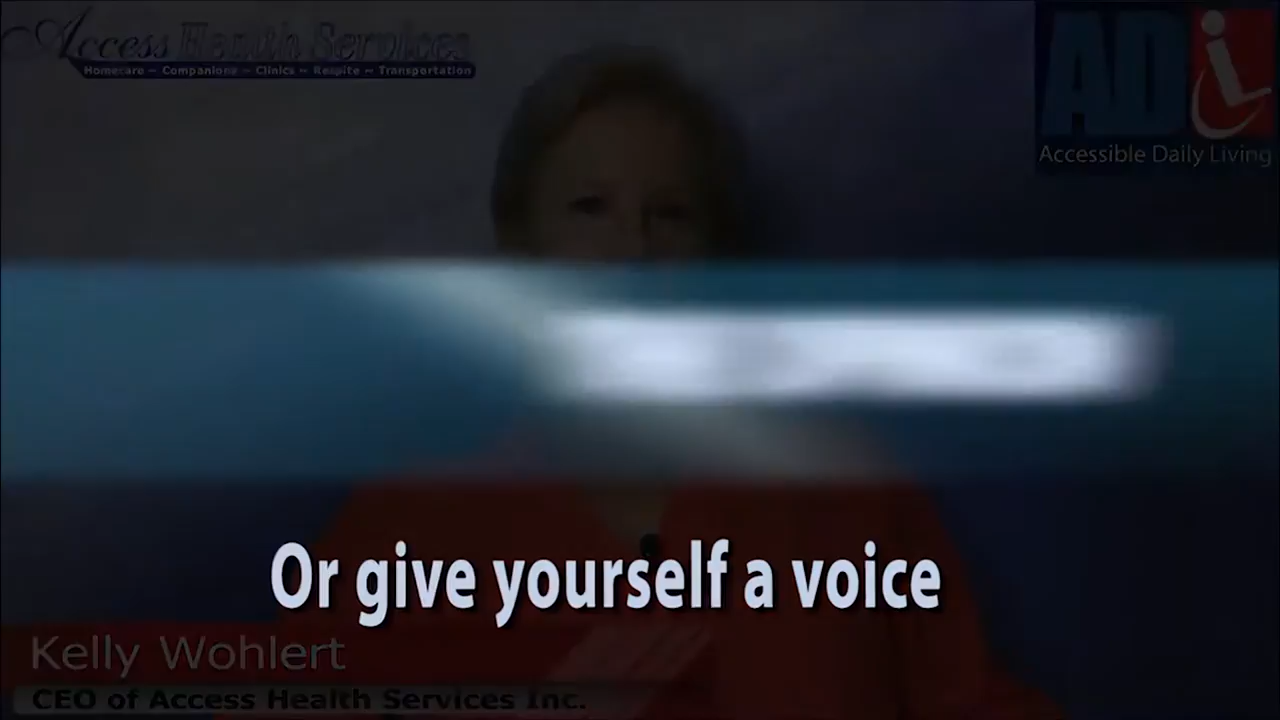 Access Health Services
Homecare ~ Companions ~ Clinics ~ Respite ~ Transportation
ADL
Accessible Daily Living
Or give yourself a voice
Kelly Wohlert
CEO of Access Health Services Inc.